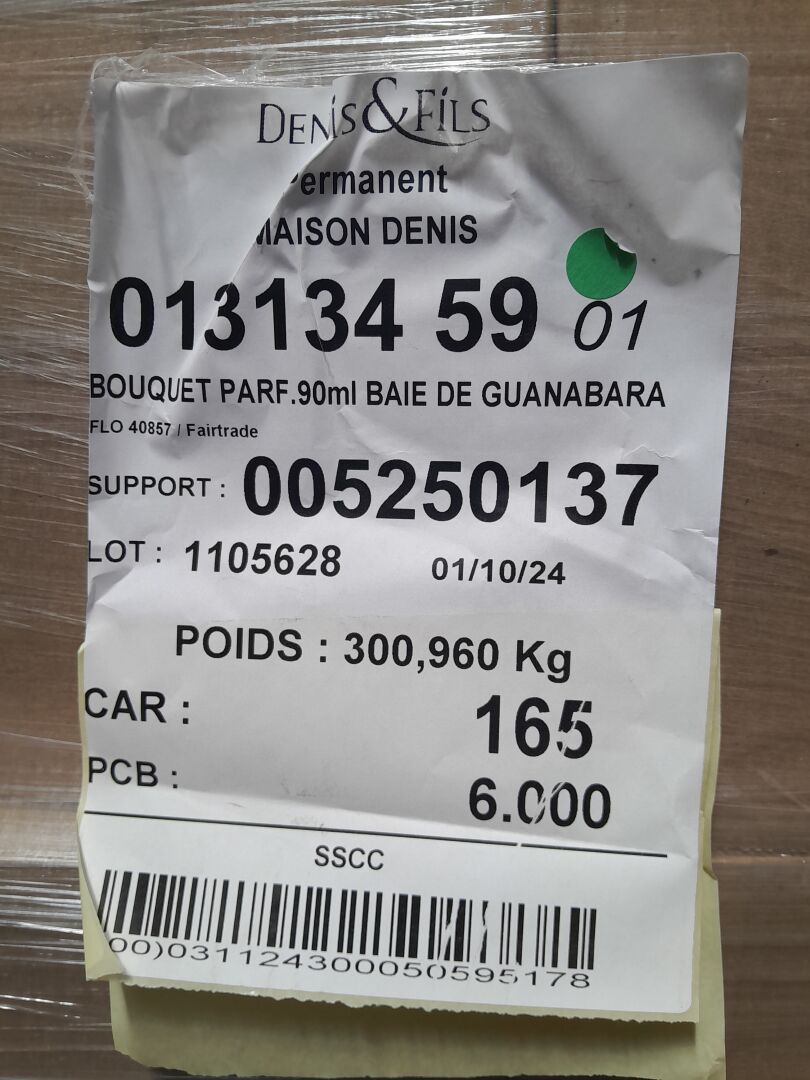 DENIS & FILS
Permanent
MAISON DENIS
013134 59 01
BOUQUET PARF.90ml BAIE DE GUANABARA
FLO 40857 / Fairtrade
SUPPORT : 005250137
LOT : 1105628 01/10/24
POIDS : 300,960 Kg
CAR : 165
PCB : 6.000
SSCC
00)031124300050595178